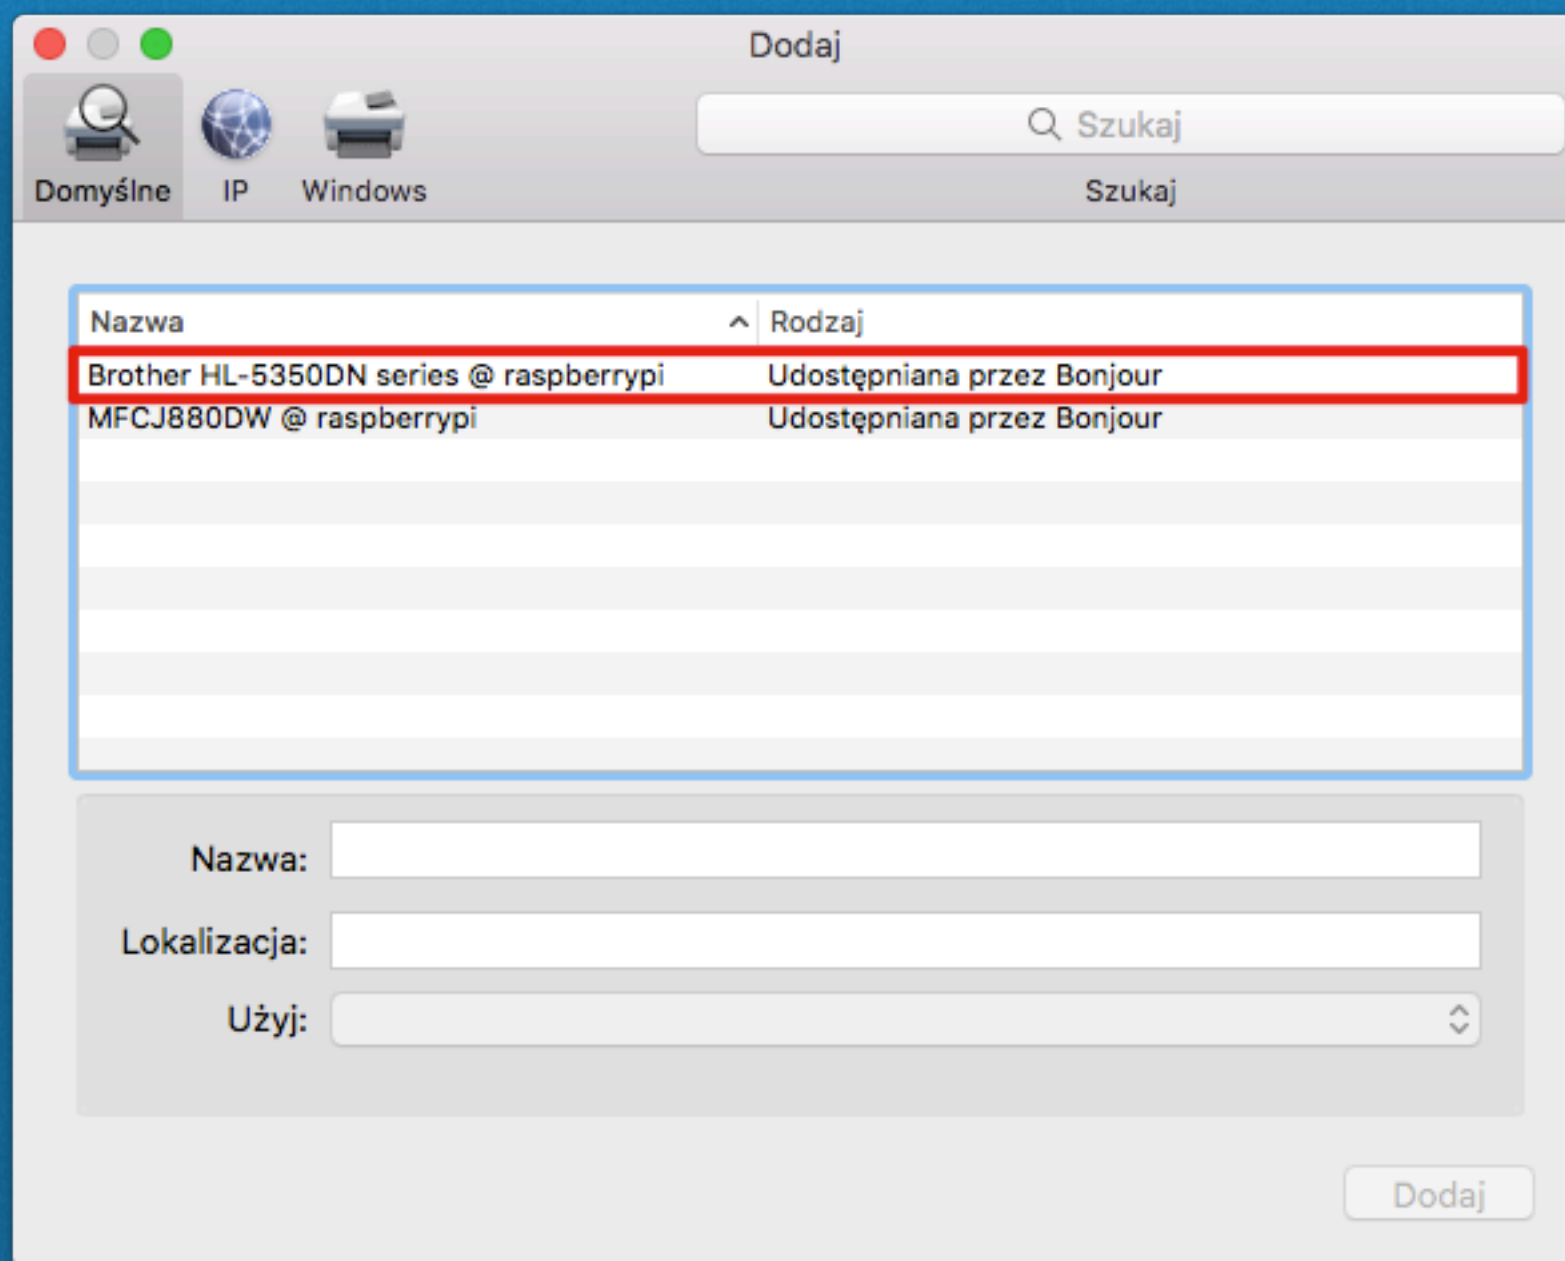 Dodaj
Domyślne IP Windows
Szukaj
Szukaj
Nazwa Rodzaj
Brother HL-5350DN series @ raspberrypi Udostępniana przez Bonjour
MFCJ880DW @ raspberrypi Udostępniana przez Bonjour
Nazwa:
Lokalizacja:
Użyj:
Dodaj